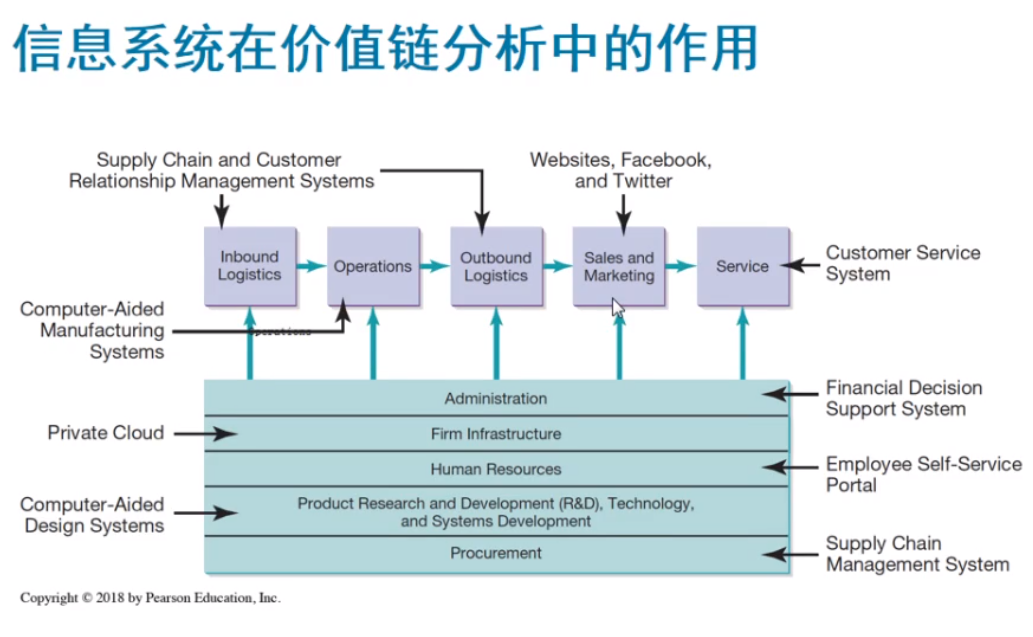 信息系统在价值链分析中的作用
Supply Chain and Customer
Relationship Management Systems
Websites, Facebook,
and Twitter
Inbound
Logistics
Operations
Outbound
Logistics
Sales and
Marketing
Service
Customer Service
System
Computer-Aided
Manufacturing
Systems
Operations
Administration
Financial Decision
Support System
Private Cloud
Firm Infrastructure
Human Resources
Employee Self-Service
Portal
Computer-Aided
Design Systems
Product Research and Development (R&D), Technology,
and Systems Development
Procurement
Supply Chain
Management System
Copyright © 2018 by Pearson Education, Inc.